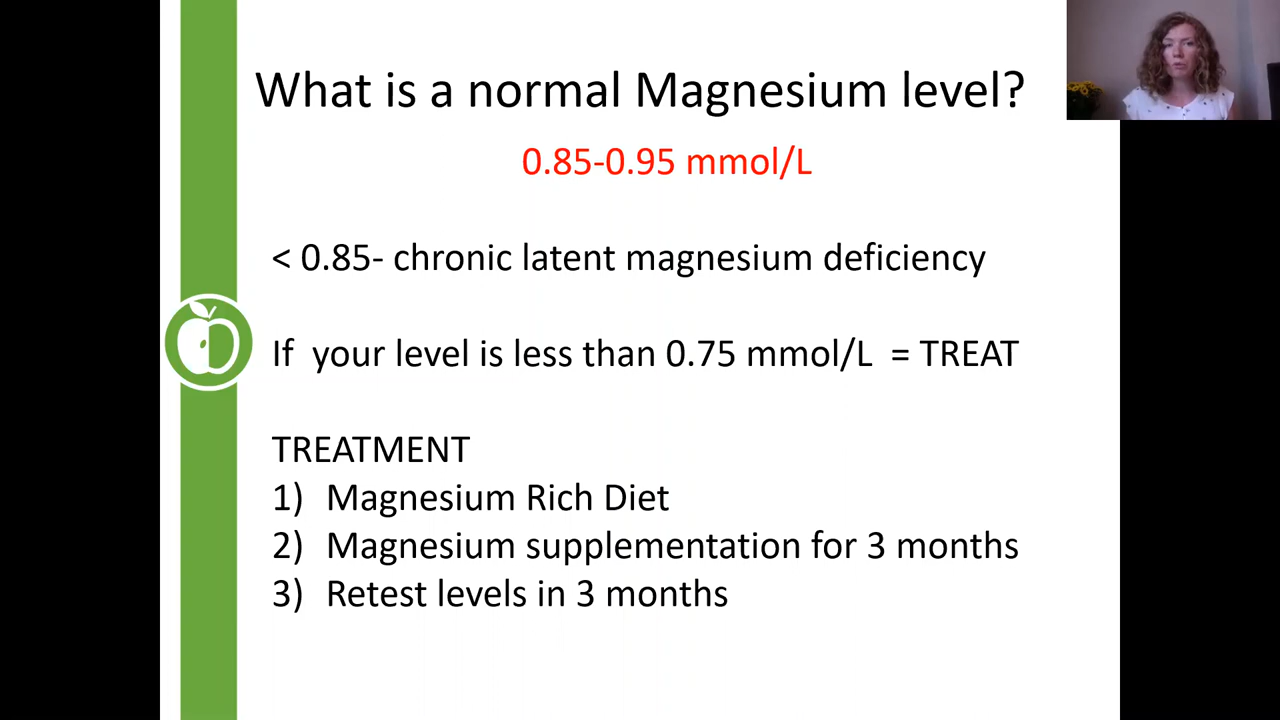 What is a normal Magnesium level?
0.85-0.95 mmol/L
< 0.85- chronic latent magnesium deficiency
If  your level is less than 0.75 mmol/L  = TREAT
TREATMENT
1) Magnesium Rich Diet
2) Magnesium supplementation for 3 months
3) Retest levels in 3 months